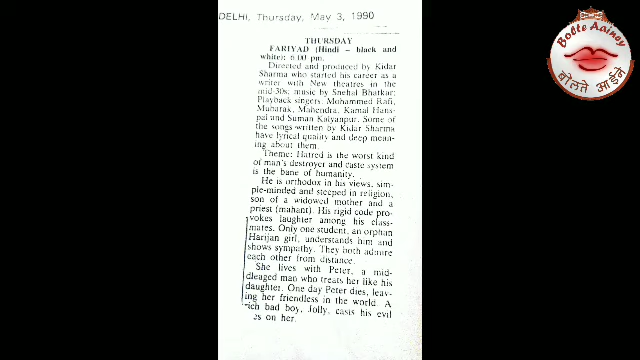 DELHI, Thursday, May 3, 1990
THURSDAY
FARIYAD (Hindi – black and
white): 6.00 pm.
Directed and produced by Kidar
Sharma who started his career as a
writer with New theatres in the
mid-30s; music by Snehal Bhatkar;
Playback singers: Mohammed Rafi,
Mubarak, Mahendra, Kamal Hans-
pal and Suman Kalyanpur. Some of
the songs written by Kidar Sharma
have lyrical quality and deep mean-
ing about them.
Theme: Hatred is the worst kind
of man's destroyer and caste system
is the bane of humanity.
He is orthodox in his views, sim-
ple-minded and steeped in religion,
son of a widowed mother and a
priest (mahant). His rigid code pro-
vokes laughter among his class-
mates. Only one student, an orphan
Harijan girl, understands him and
shows sympathy. They both admire
each other from distance.
She lives with Peter, a mid-
dleaged man who treats her like his
daughter. One day Peter dies, leav-
ing her friendless in the world. A
rich bad boy, Jolly, casts his evil
es on her.
Bolte Aainey
बोलते आईने